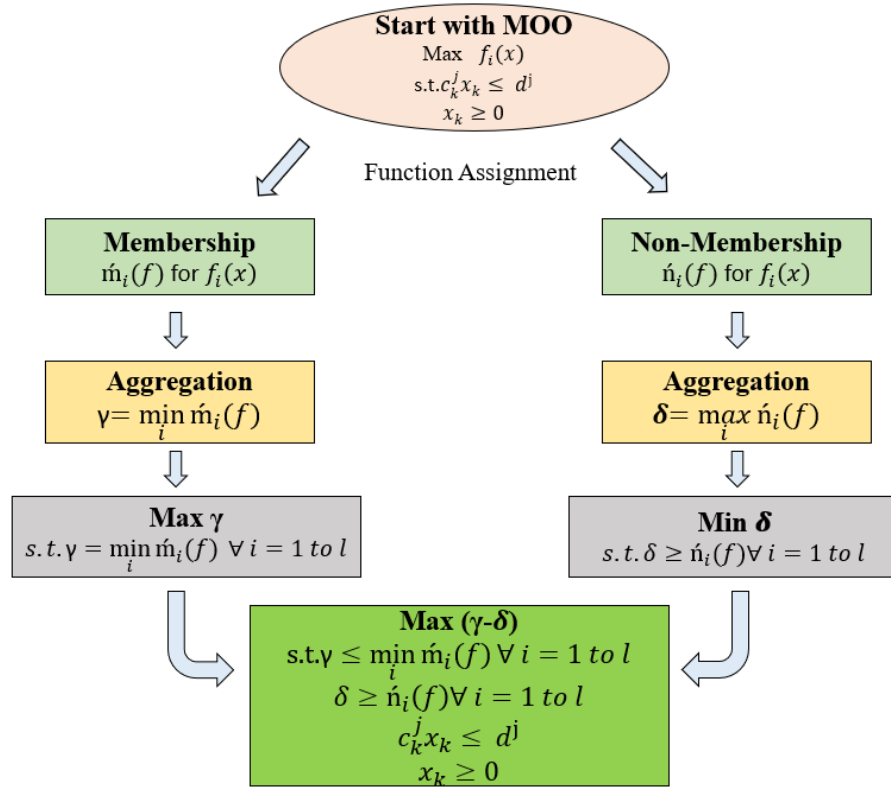 Start with MOO
Max f_i(x)
s.t.c_k^j x_k ≤ d^j
x_k ≥ 0
Function Assignment
Membership
ḿ_i(f) for f_i(x)
Non-Membership
ń_i(f) for f_i(x)
Aggregation
γ= min_i ḿ_i(f)
Aggregation
δ= max_i ń_i(f)
Max γ
s.t.γ = min_i ḿ_i(f) ∀ i = 1 to l
Min δ
s.t.δ ≥ ń_i(f)∀ i = 1 to l
Max (γ-δ)
s.t.γ ≤ min_i ḿ_i(f) ∀ i = 1 to l
δ ≥ ń_i(f)∀ i = 1 to l
c_k^j x_k ≤ d^j
x_k ≥ 0